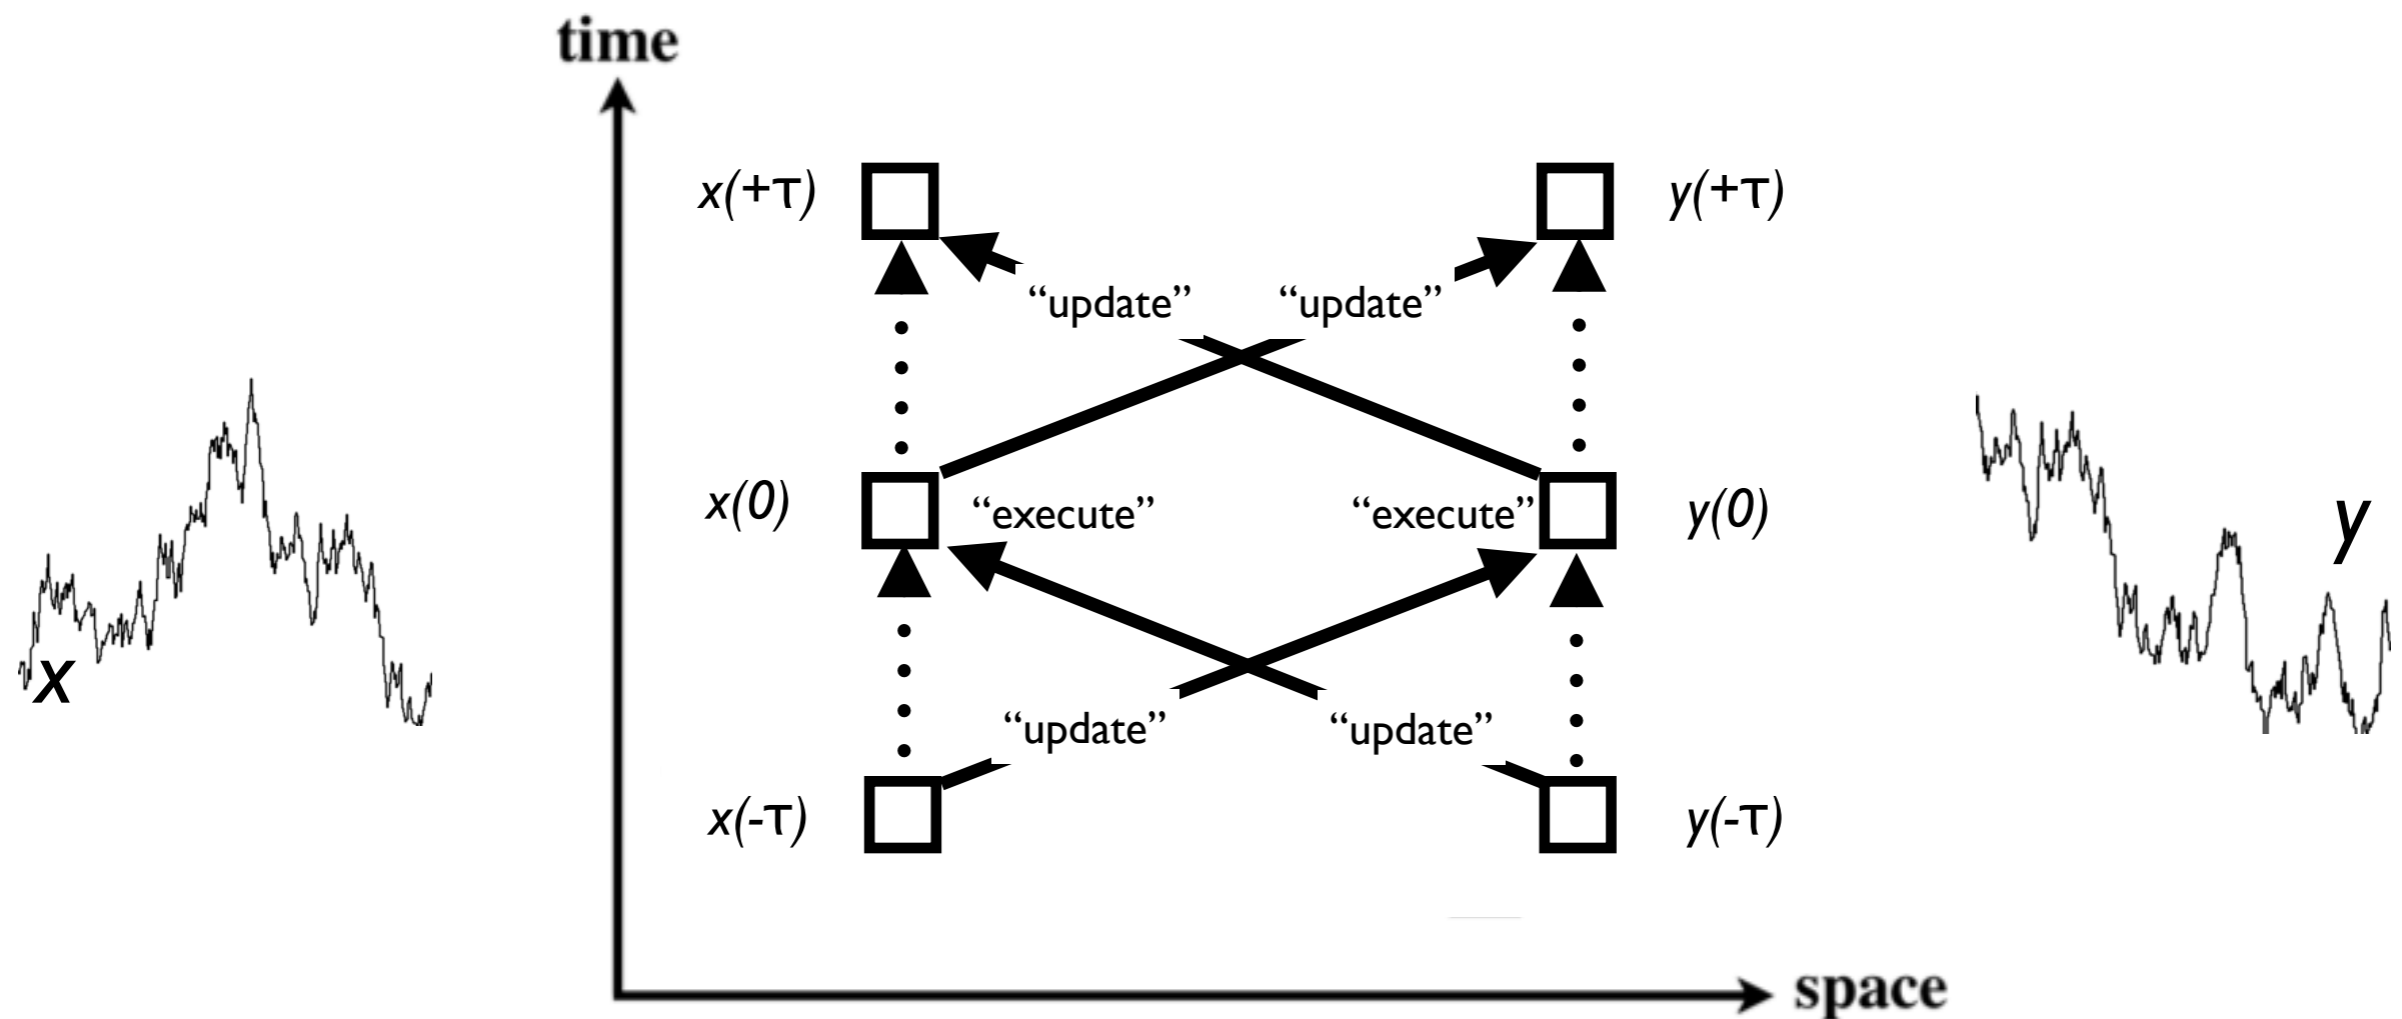 time
x(+τ)
y(+τ)
“update” “update”
x(0)
“execute”
“execute”
y(0)
y
x
“update”
“update”
x(-τ)
y(-τ)
space